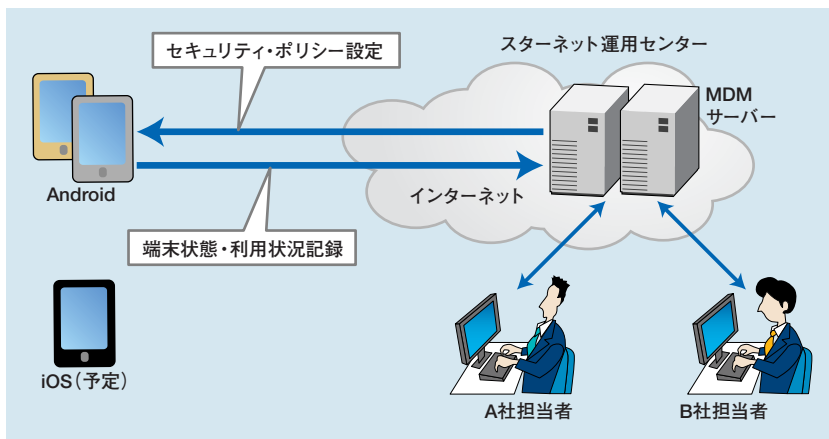 セキュリティ・ポリシー設定
スターネット運用センター
MDM
サーバー
Android
インターネット
端末状態・利用状況記録
iOS(予定)
A社担当者
B社担当者